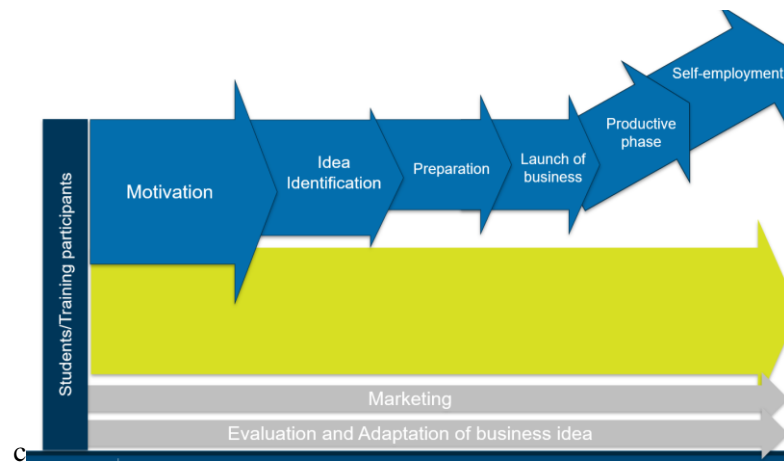 Students/Training participants
Motivation
Idea
Identification
Preparation
Launch of
business
Productive
phase
Self-employment
Marketing
Evaluation and Adaptation of business idea
c